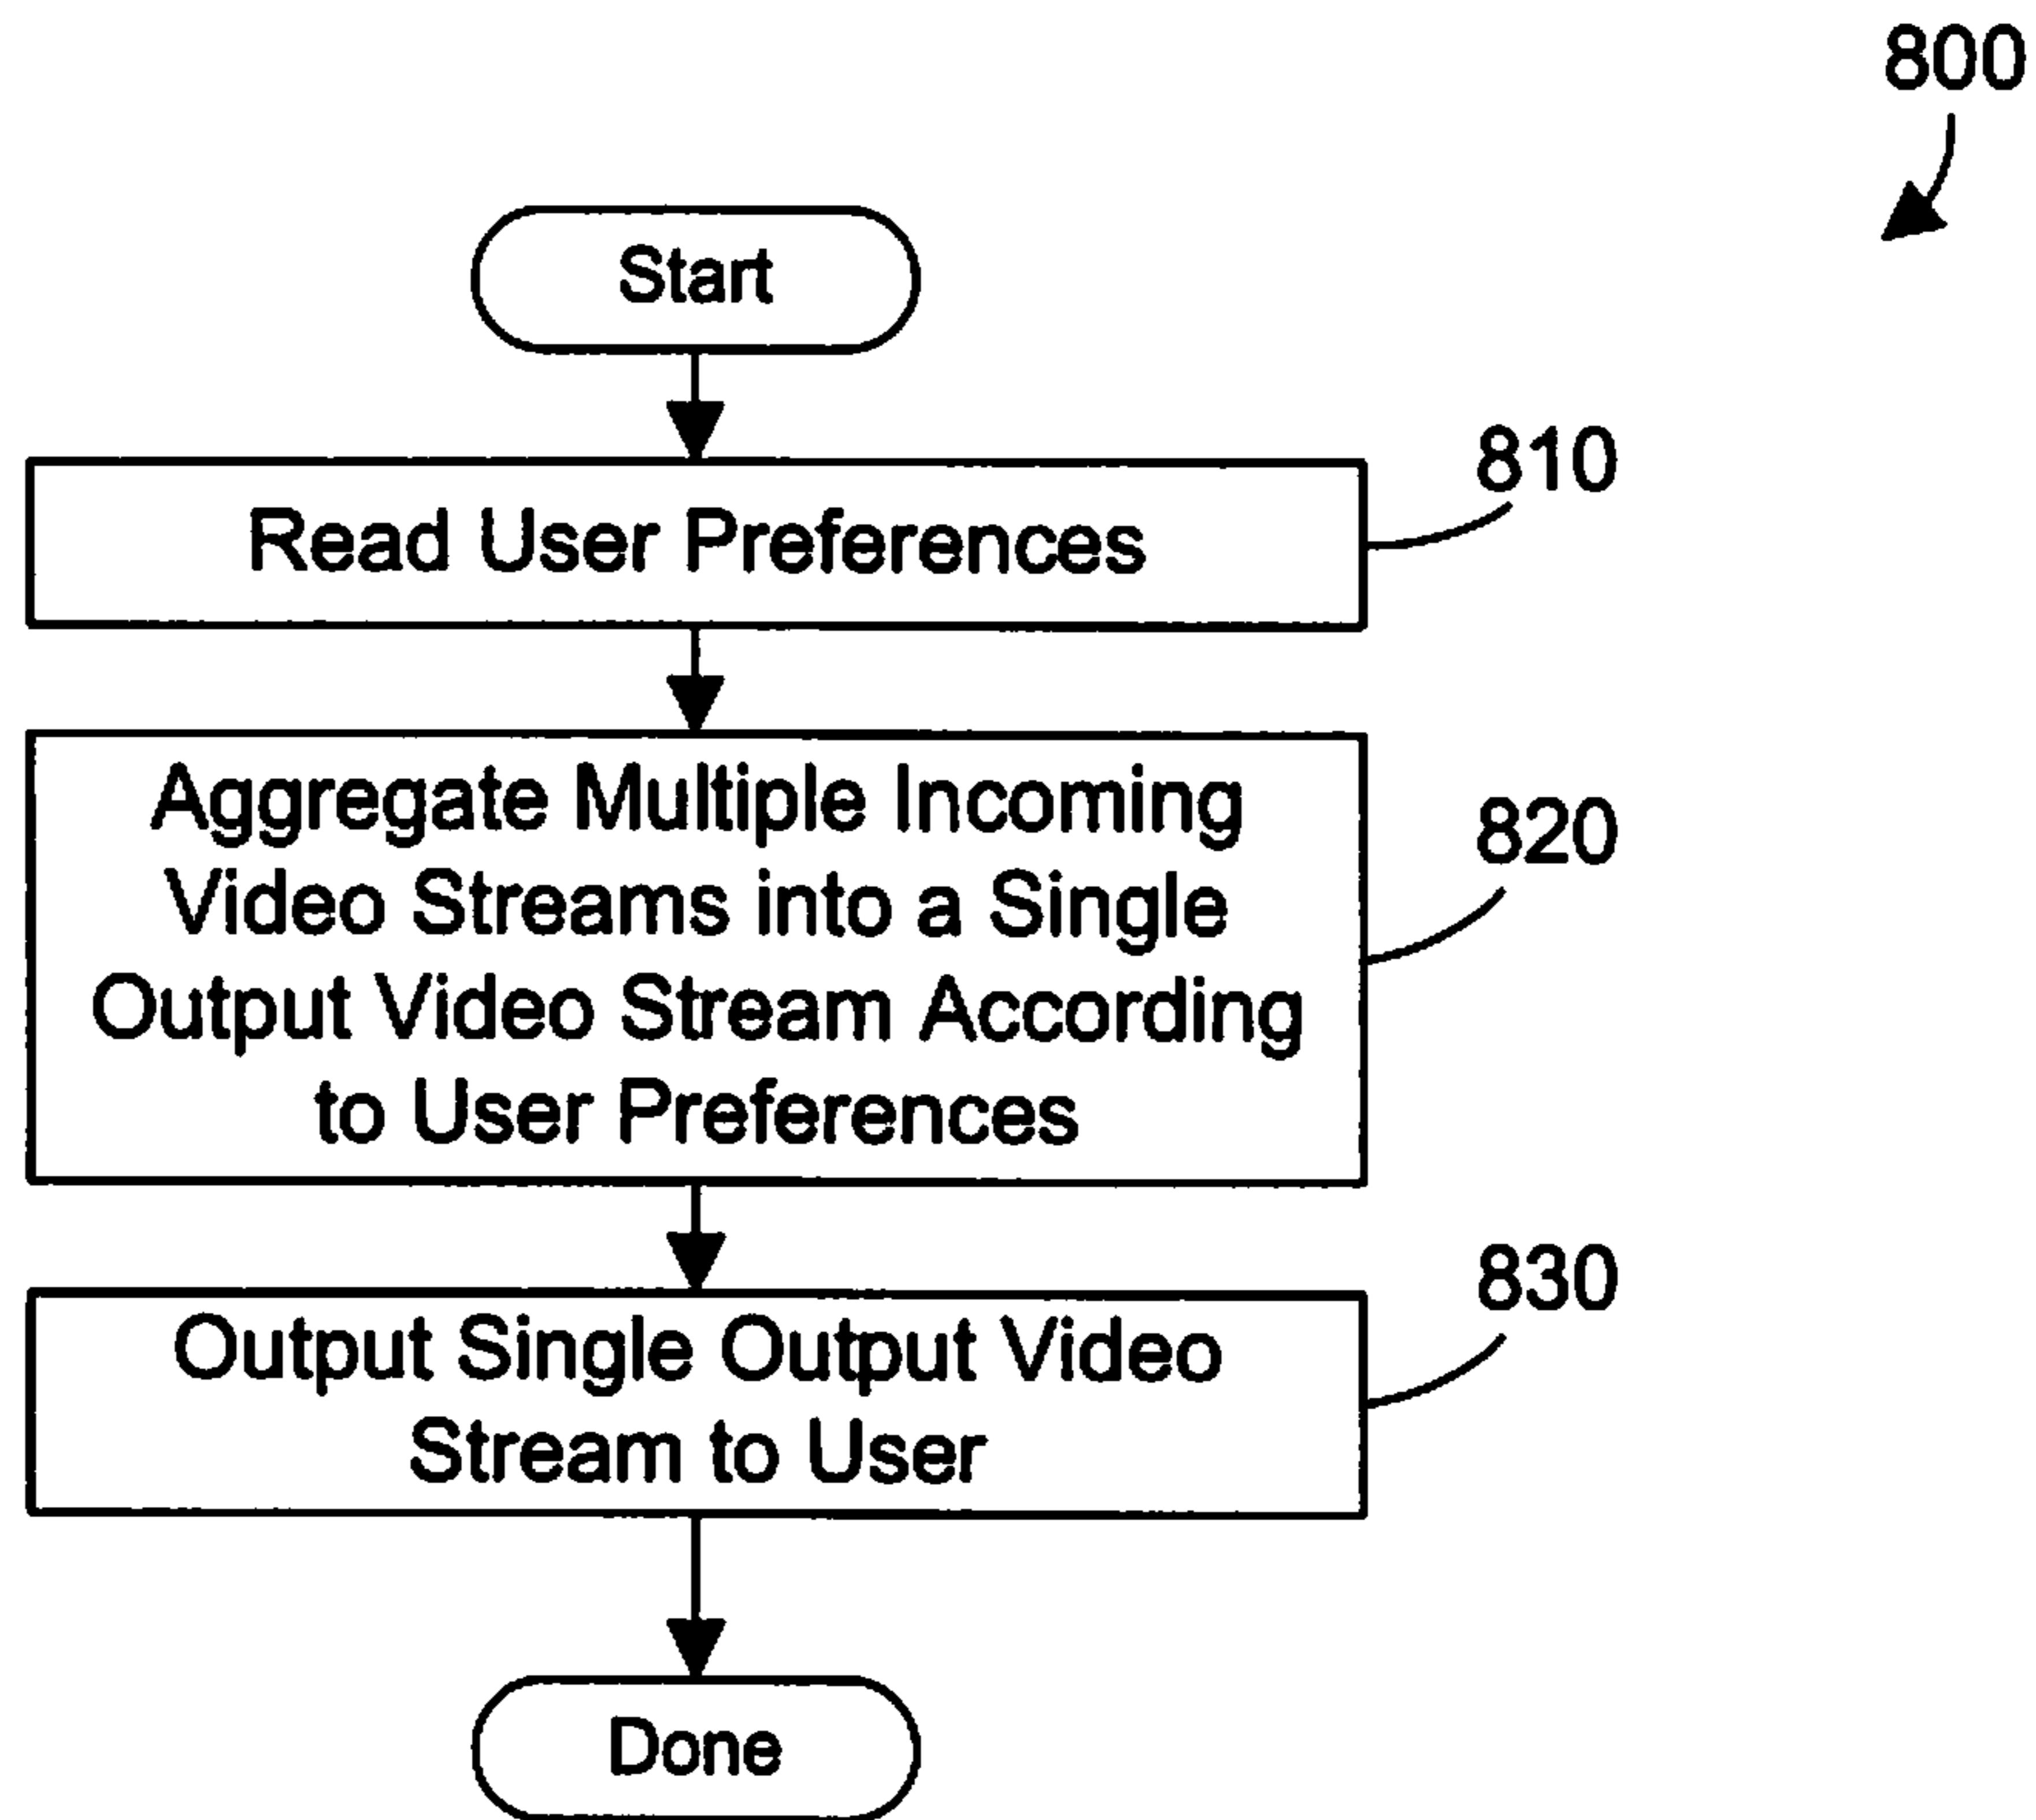 800
Start
810
Read User Preferences
Aggregate Multiple Incoming
820
Video Streams into a Single
Output Video Stream According
to User Preferences
830
Output Single Output Video
Stream to User
Done